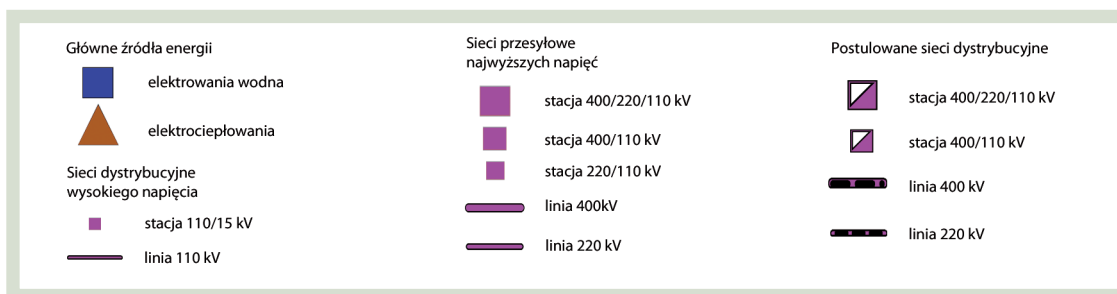 Główne źródła energii
elektrowania wodna
elektrociepłowania
Sieci dystrybucyjne
wysokiego napięcia
stacja 110/15 kV
linia 110 kV
Sieci przesyłowe
najwyższych napięć
stacja 400/220/110 kV
stacja 400/110 kV
stacja 220/110 kV
linia 400kV
linia 220 kV
Postulowane sieci dystrybucyjne
stacja 400/220/110 kV
stacja 400/110 kV
linia 400 kV
linia 220 kV